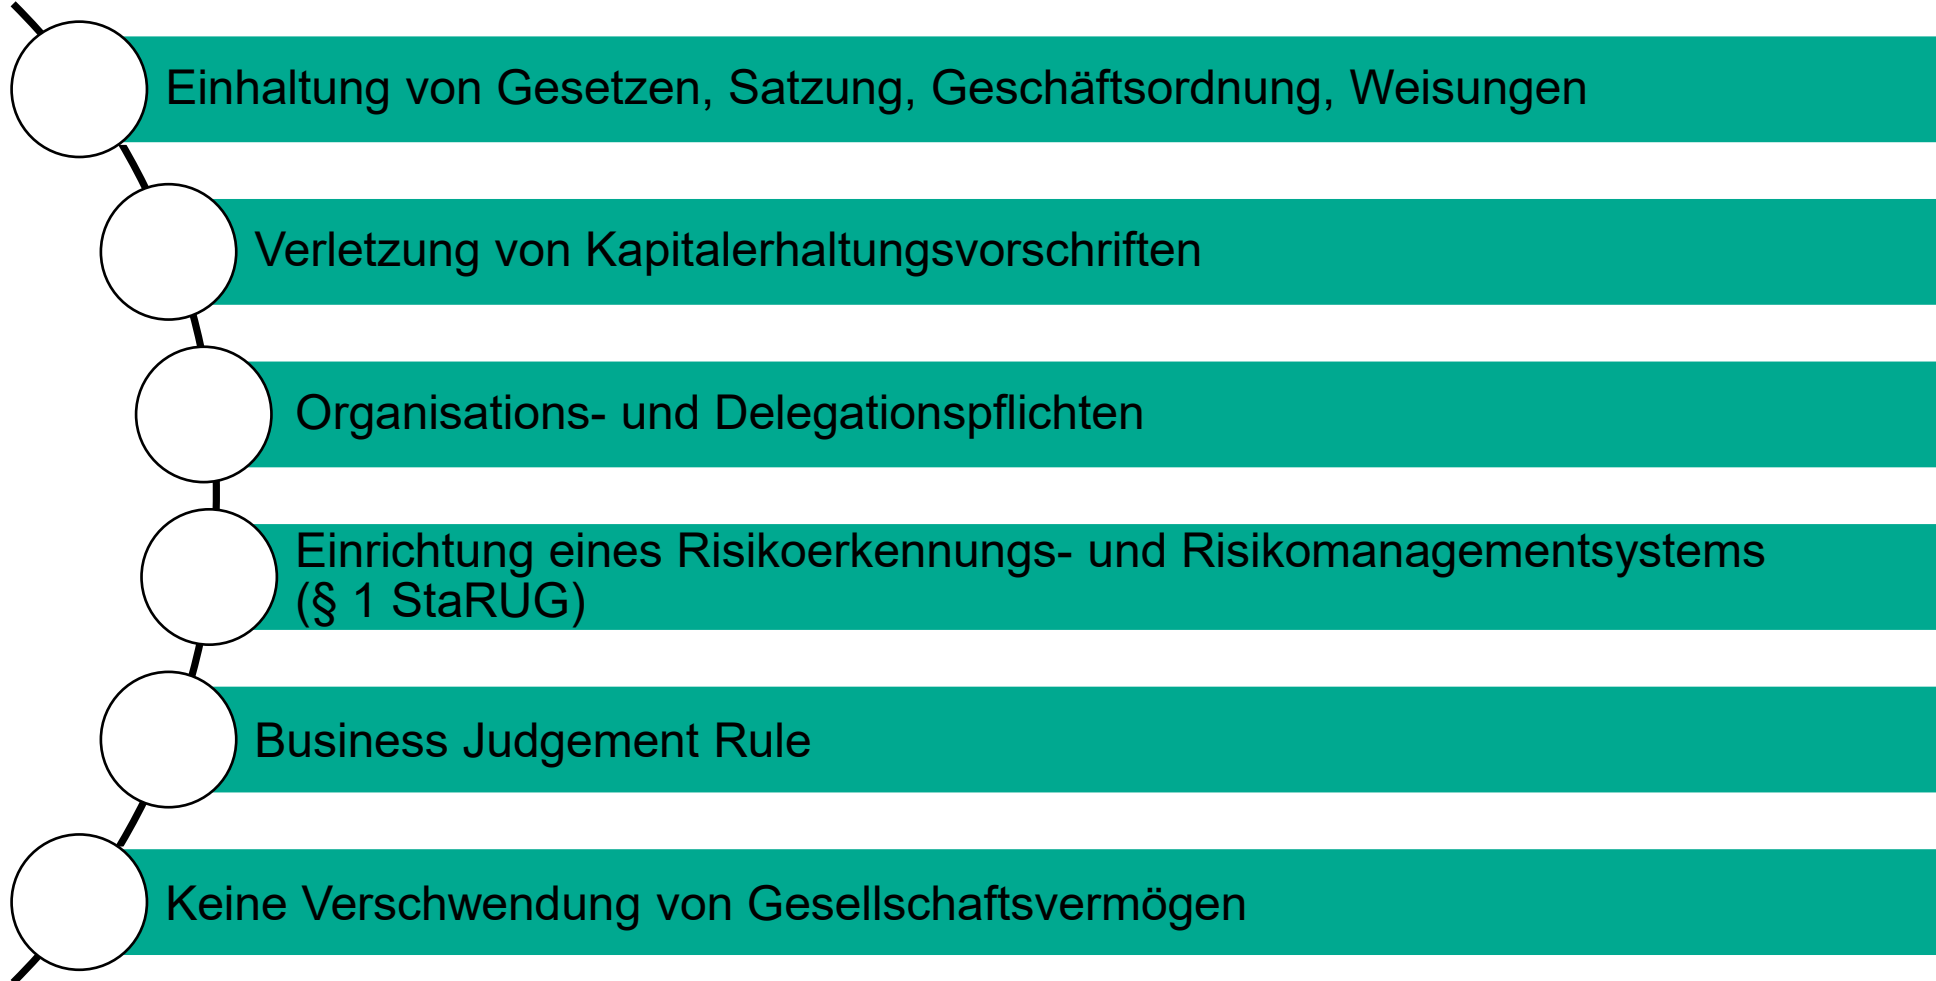 Einhaltung von Gesetzen, Satzung, Geschäftsordnung, Weisungen
Verletzung von Kapitalerhaltungsvorschriften
Organisations- und Delegationspflichten
Einrichtung eines Risikoerkennungs- und Risikomanagementsystems
(§ 1 StaRUG)
Business Judgement Rule
Keine Verschwendung von Gesellschaftsvermögen